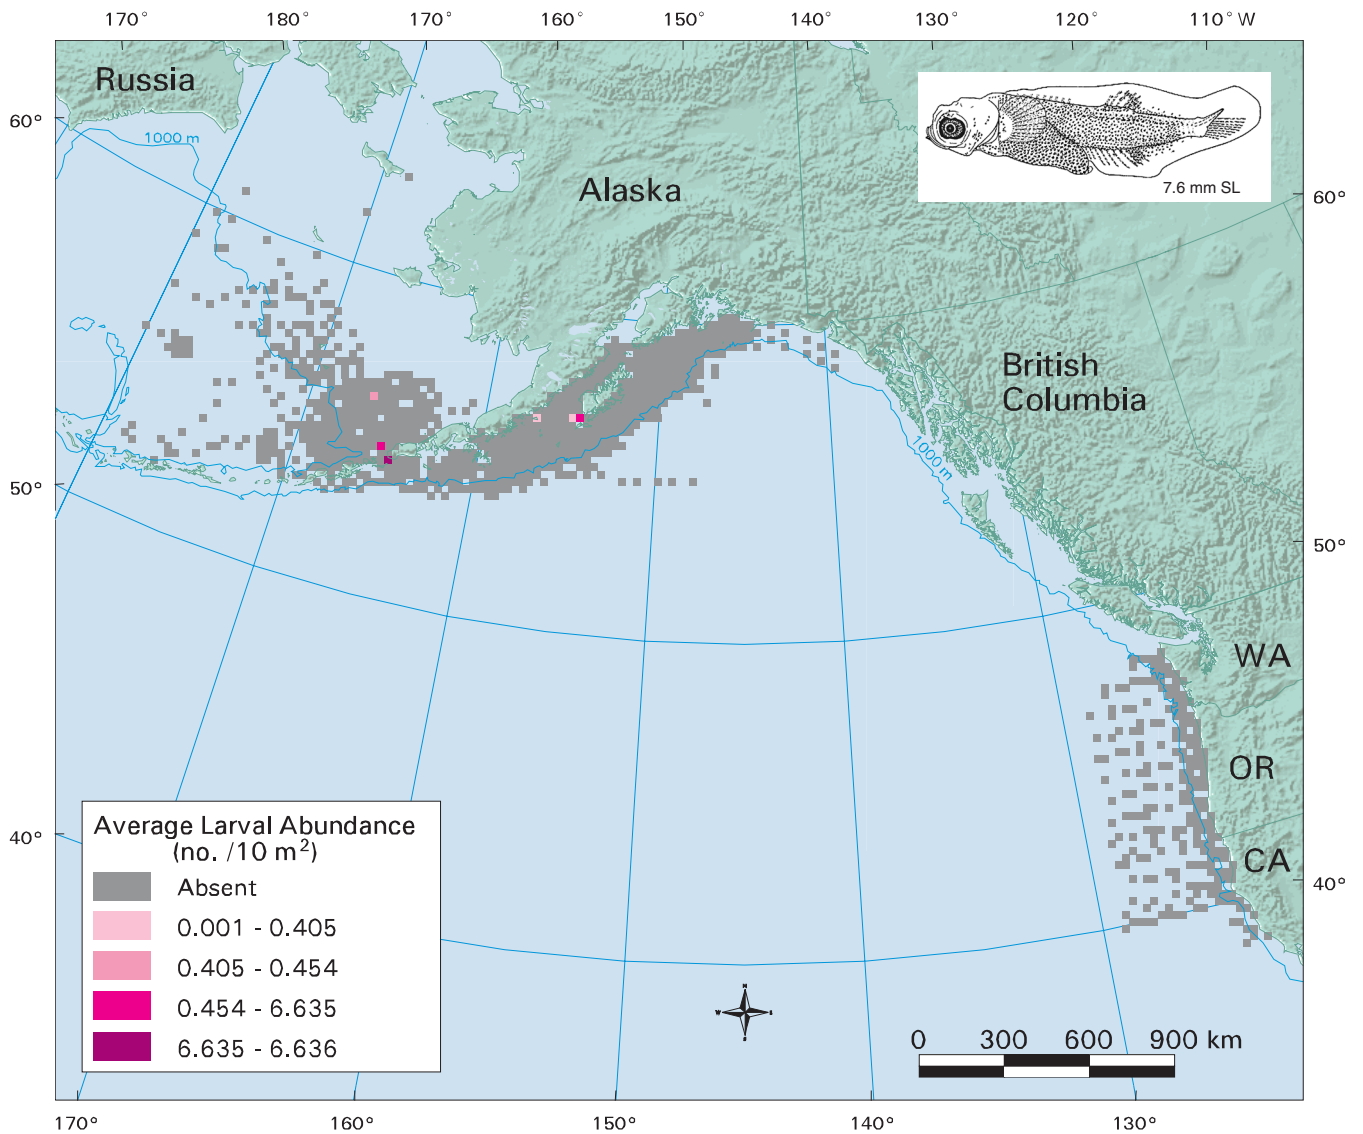 170° 180° 170° 160° 150° 140° 130° 120° 110° W
Russia
60°
1000 m
Alaska
7.6 mm SL
60°
British
Columbia
1000 m
50°
50°
WA
OR
CA
40°
40°
Average Larval Abundance
(no. /10 m²)
Absent
0.001 - 0.405
0.405 - 0.454
0.454 - 6.635
6.635 - 6.636
N
W
E
S
0 300 600 900 km
170° 160° 150° 140° 130°